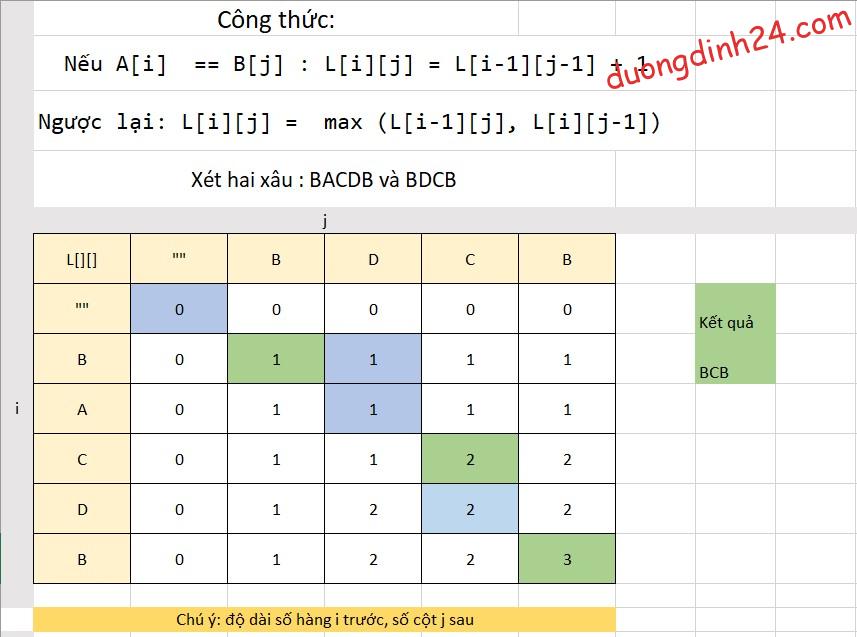 Công thức:
duongdinh24.com
Nếu A[i] == B[j] : L[i][j] = L[i-1][j-1] + 1
Ngược lại: L[i][j] = max (L[i-1][j], L[i][j-1])
Xét hai xâu : BACDB và BDCB
j
L[][] "" B D C B
"" 0 0 0 0 0
Kết quả
B 0 1 1 1 1
BCB
i
A 0 1 1 1 1
C 0 1 1 2 2
D 0 1 2 2 2
B 0 1 2 2 3
Chú ý: độ dài số hàng i trước, số cột j sau